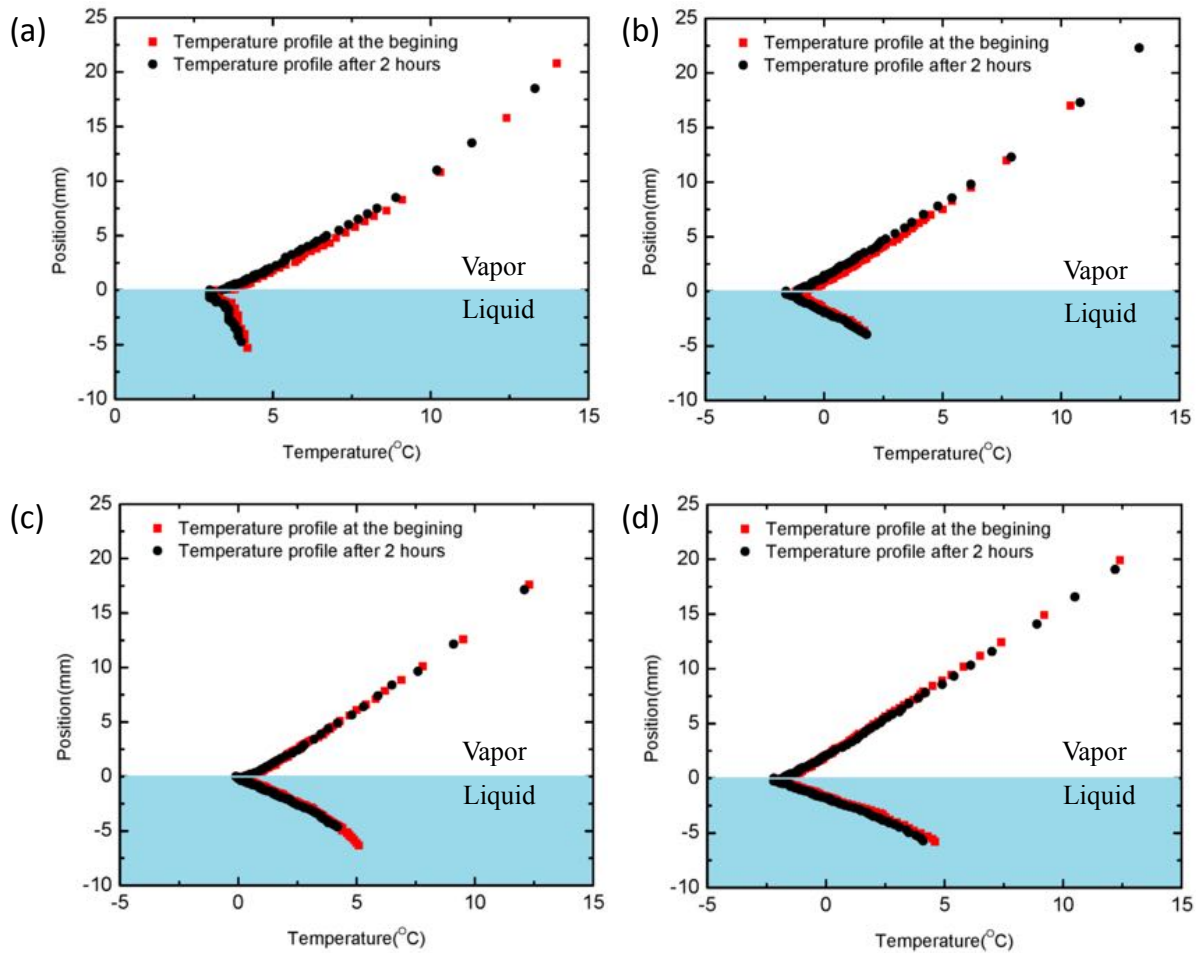 (a)
25
20
15
10
5
0
-5
-10
Position(mm)
Temperature profile at the begining
Temperature profile after 2 hours
Vapor
Liquid
0
5
10
15
Temperature(°C)
(b)
25
20
15
10
5
0
-5
-10
Position(mm)
Temperature profile at the begining
Temperature profile after 2 hours
Vapor
Liquid
-5
0
5
10
15
Temperature(°C)
(c)
25
20
15
10
5
0
-5
-10
Position(mm)
Temperature profile at the begining
Temperature profile after 2 hours
Vapor
Liquid
-5
0
5
10
15
Temperature(°C)
(d)
25
20
15
10
5
0
-5
-10
Position(mm)
Temperature profile at the begining
Temperature profile after 2 hours
Vapor
Liquid
-5
0
5
10
15
Temperature(°C)